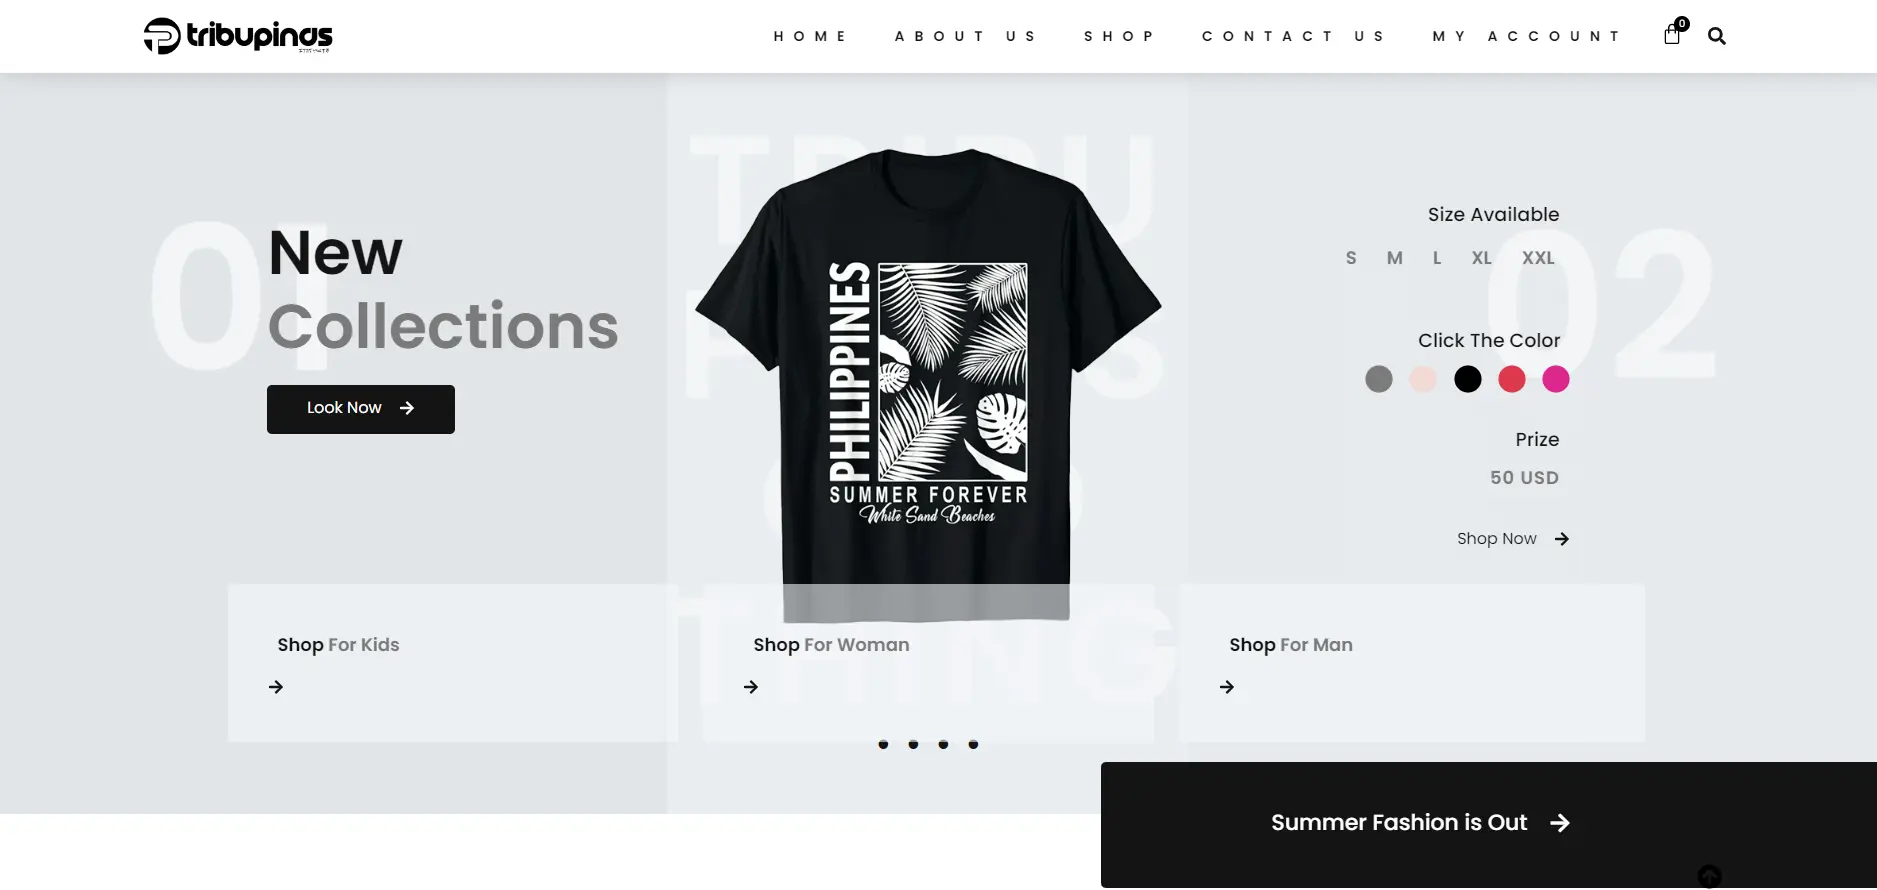 tribupinas
HOME ABOUT US SHOP CONTACT US MY ACCOUNT 0
01
New
Collections
Look Now
PHILIPPINES
SUMMER FOREVER
White Sand Beaches
02
Size Available
S M L XL XXL
Click The Color
Prize
50 USD
Shop Now
Shop For Kids
Shop For Woman
Shop For Man
Summer Fashion is Out